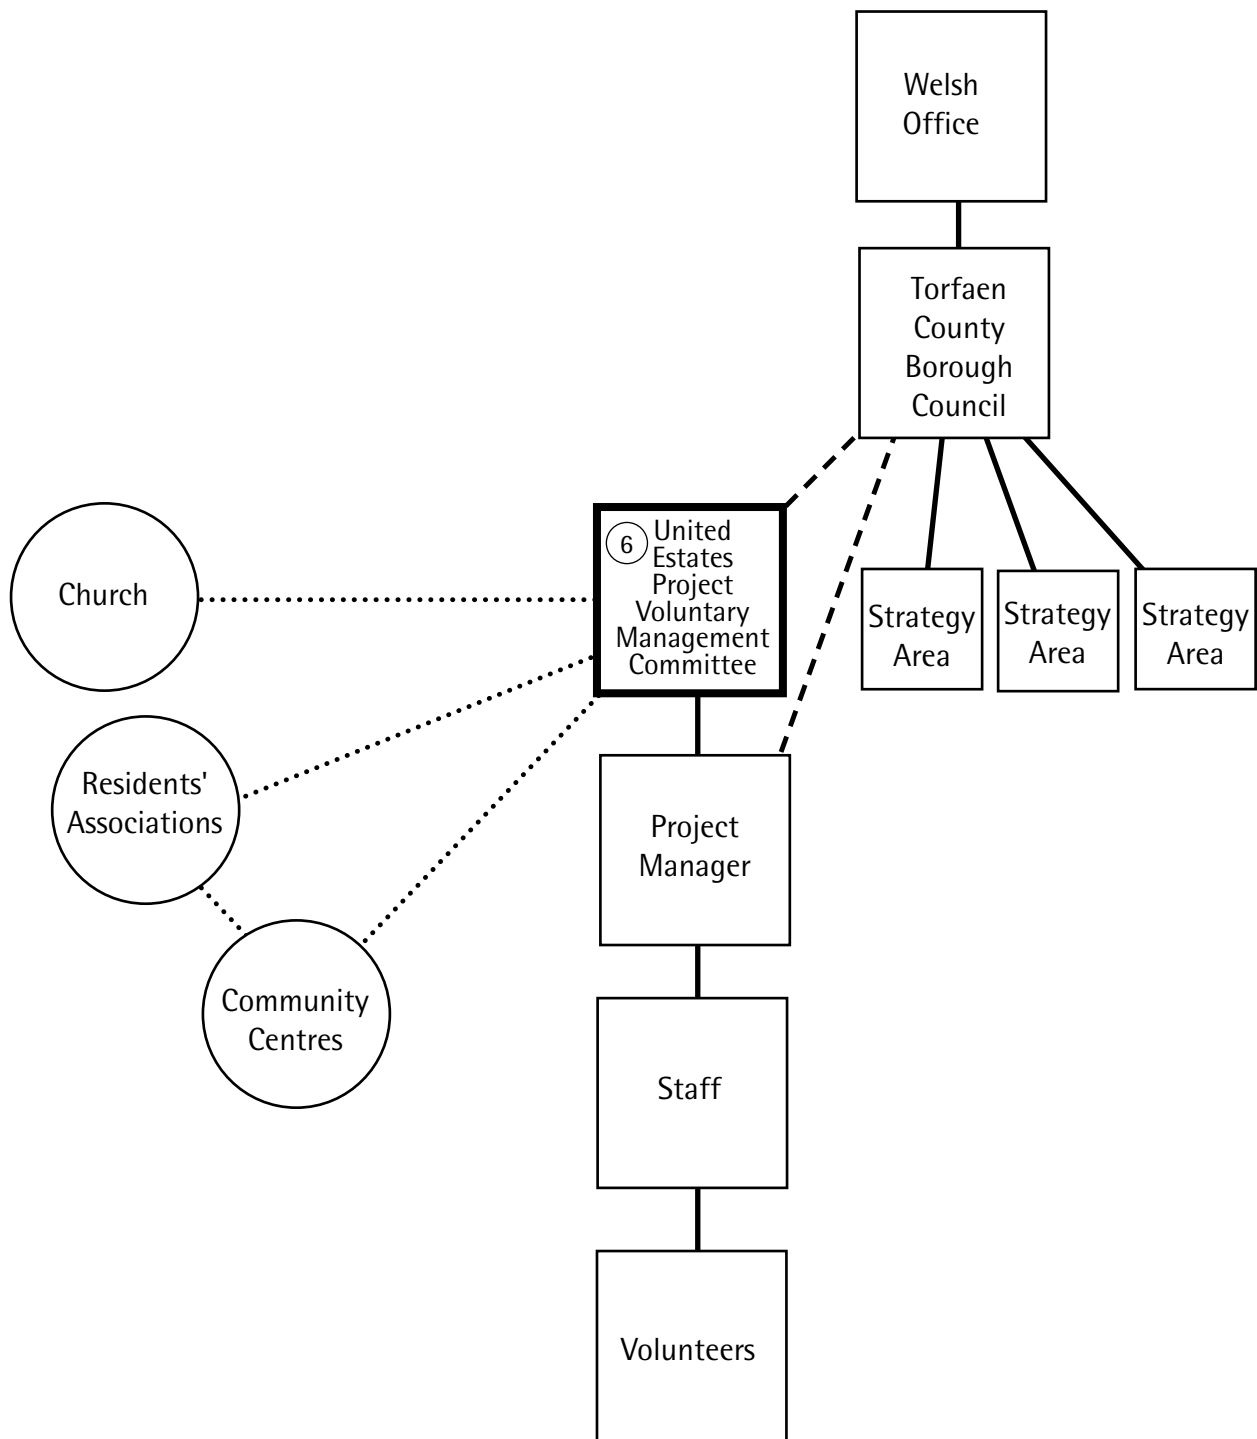 Welsh
Office
Torfaen
County
Borough
Council
6
United
Estates
Project
Voluntary
Management
Committee
Strategy
Area
Strategy
Area
Strategy
Area
Church
Residents'
Associations
Project
Manager
Community
Centres
Staff
Volunteers